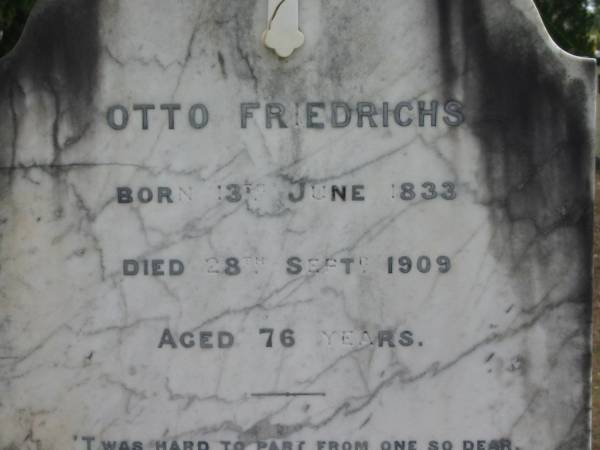 OTTO FRIEDRICHS
BORN 13TH JUNE 1833
DIED 28TH SEPTR 1909
AGED 76 YEARS.
'TWAS HARD TO PART FROM ONE SO DEAR,